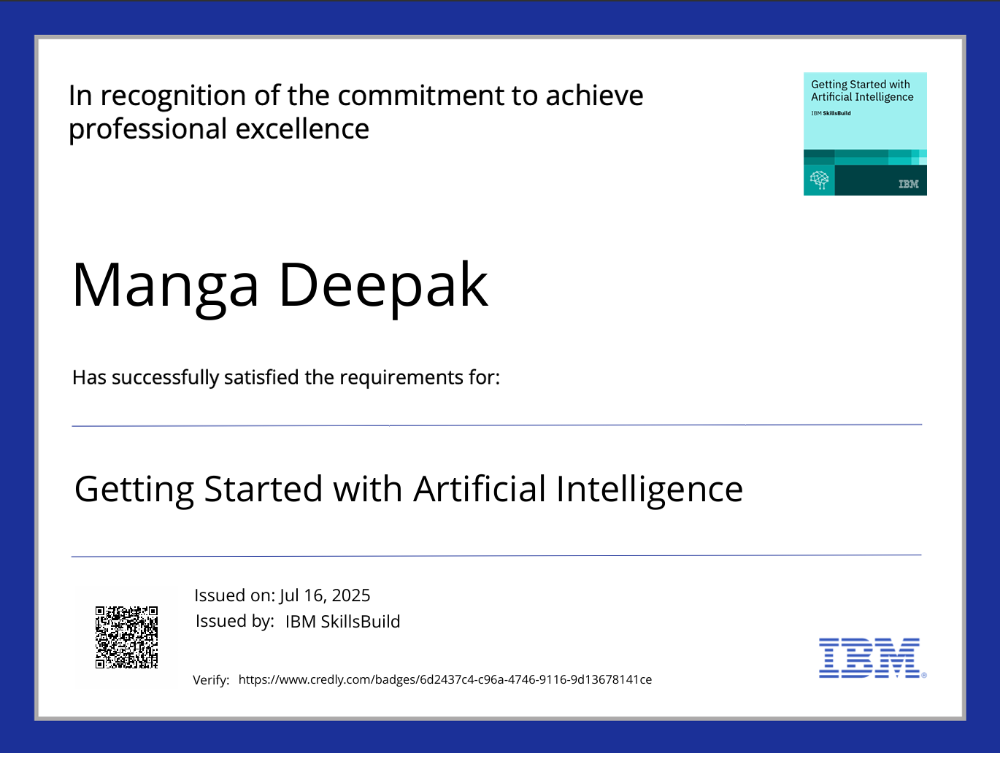 In recognition of the commitment to achieve
professional excellence
Getting Started with
Artificial Intelligence
IBM SkillsBuild
IBM
Manga Deepak
Has successfully satisfied the requirements for:
Getting Started with Artificial Intelligence
Issued on: Jul 16, 2025
Issued by: IBM SkillsBuild
Verify: https://www.credly.com/badges/6d2437c4-c96a-4746-9116-9d13678141ce
IBM®